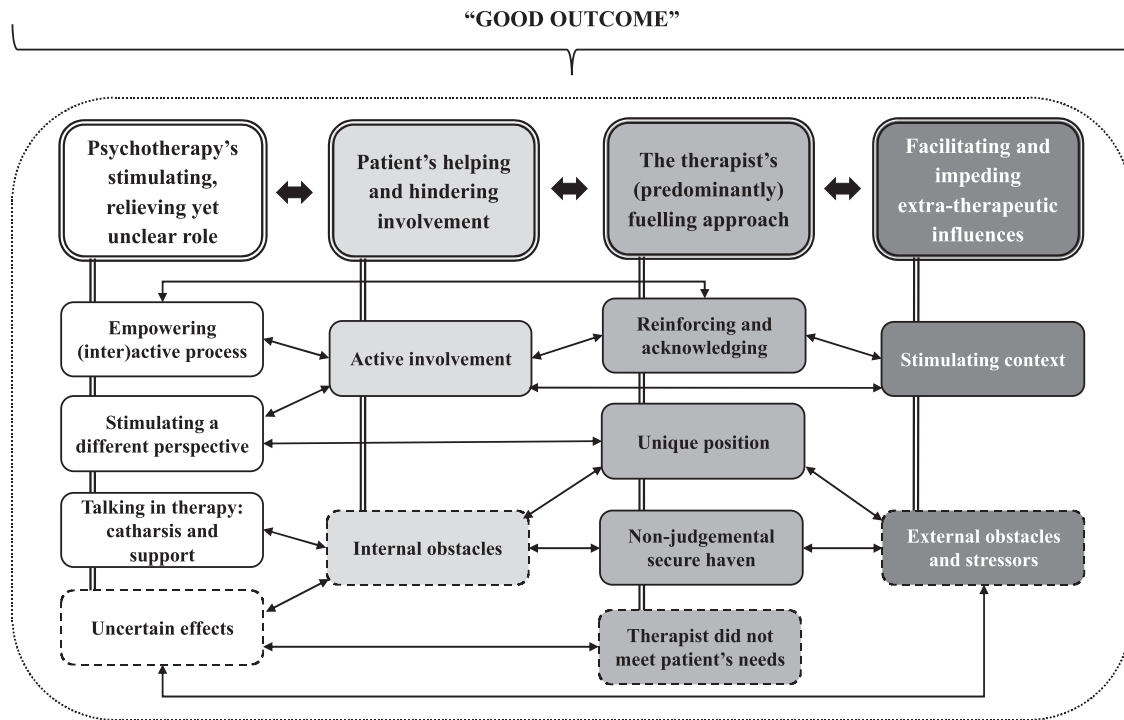 “GOOD OUTCOME”
Psychotherapy’s
stimulating,
relieving yet
unclear role
Patient’s helping
and hindering
involvement
The therapist’s
(predominantly)
fuelling approach
Facilitating and
impeding
extra-therapeutic
influences
Empowering
(inter)active process
Active involvement
Reinforcing and
acknowledging
Stimulating context
Stimulating a
different perspective
Unique position
Talking in therapy:
catharsis and
support
Internal obstacles
Non-judgemental
secure haven
External obstacles
and stressors
Uncertain effects
Therapist did not
meet patient’s needs